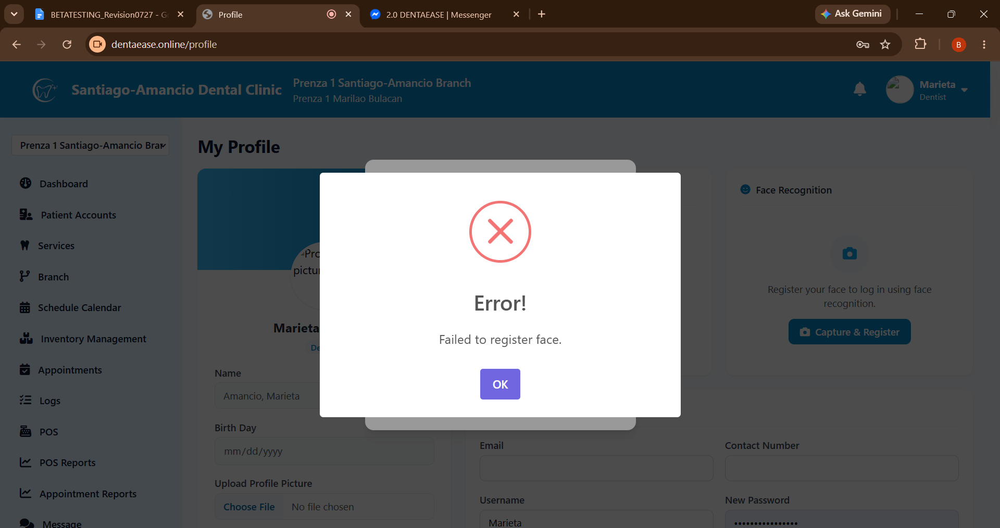 BETATESTING_Revision0727 - G
Profile
2.0 DENTAEASE | Messenger
Ask Gemini
dentaease.online/profile
B
Santiago-Amancio Dental Clinic
Prenza 1 Santiago-Amancio Branch
Prenza 1 Marilao Bulacan
Marieta
Dentist
Prenza 1 Santiago-Amancio Bra
Dashboard
Patient Accounts
Services
Branch
Schedule Calendar
Inventory Management
Appointments
Logs
POS
POS Reports
Appointment Reports
Message
My Profile
Pro
pictu
Marieta
De
Name
Amancio, Marieta
Birth Day
mm/dd/yyyy
Upload Profile Picture
Choose File No file chosen
Error!
Failed to register face.
OK
Face Recognition
Register your face to log in using face
recognition.
Capture & Register
Email
Contact Number
Username
Marieta
New Password